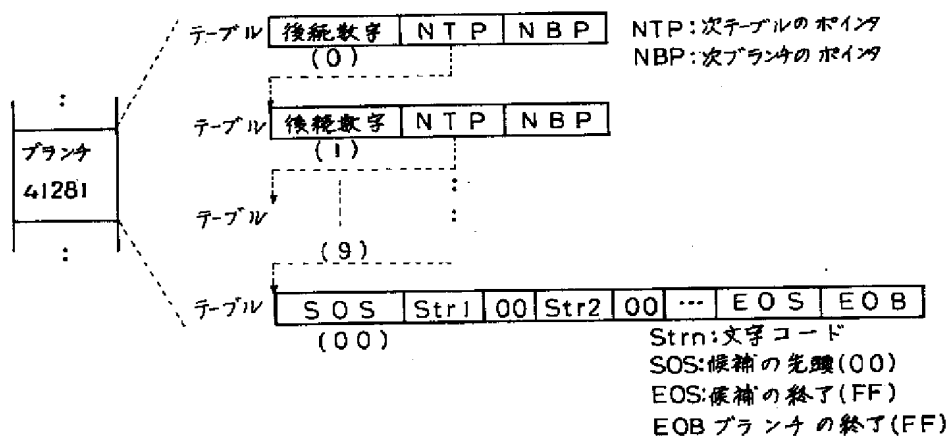 テーブル 後続数字 NTP NBP
NTP:次テーブルのポインタ
(0)
NBP:次ブランチのポインタ
:
テーブル 後続数字 NTP NBP
(1)
ブランチ
41281
:
:
テーブル
:
(9)
テーブル SOS Str1 00 Str2 00 … EOS EOB
(00)
Strn:文字コード
SOS:候補の先頭(00)
EOS:候補の終了(FF)
EOB ブランチの終了(FF)